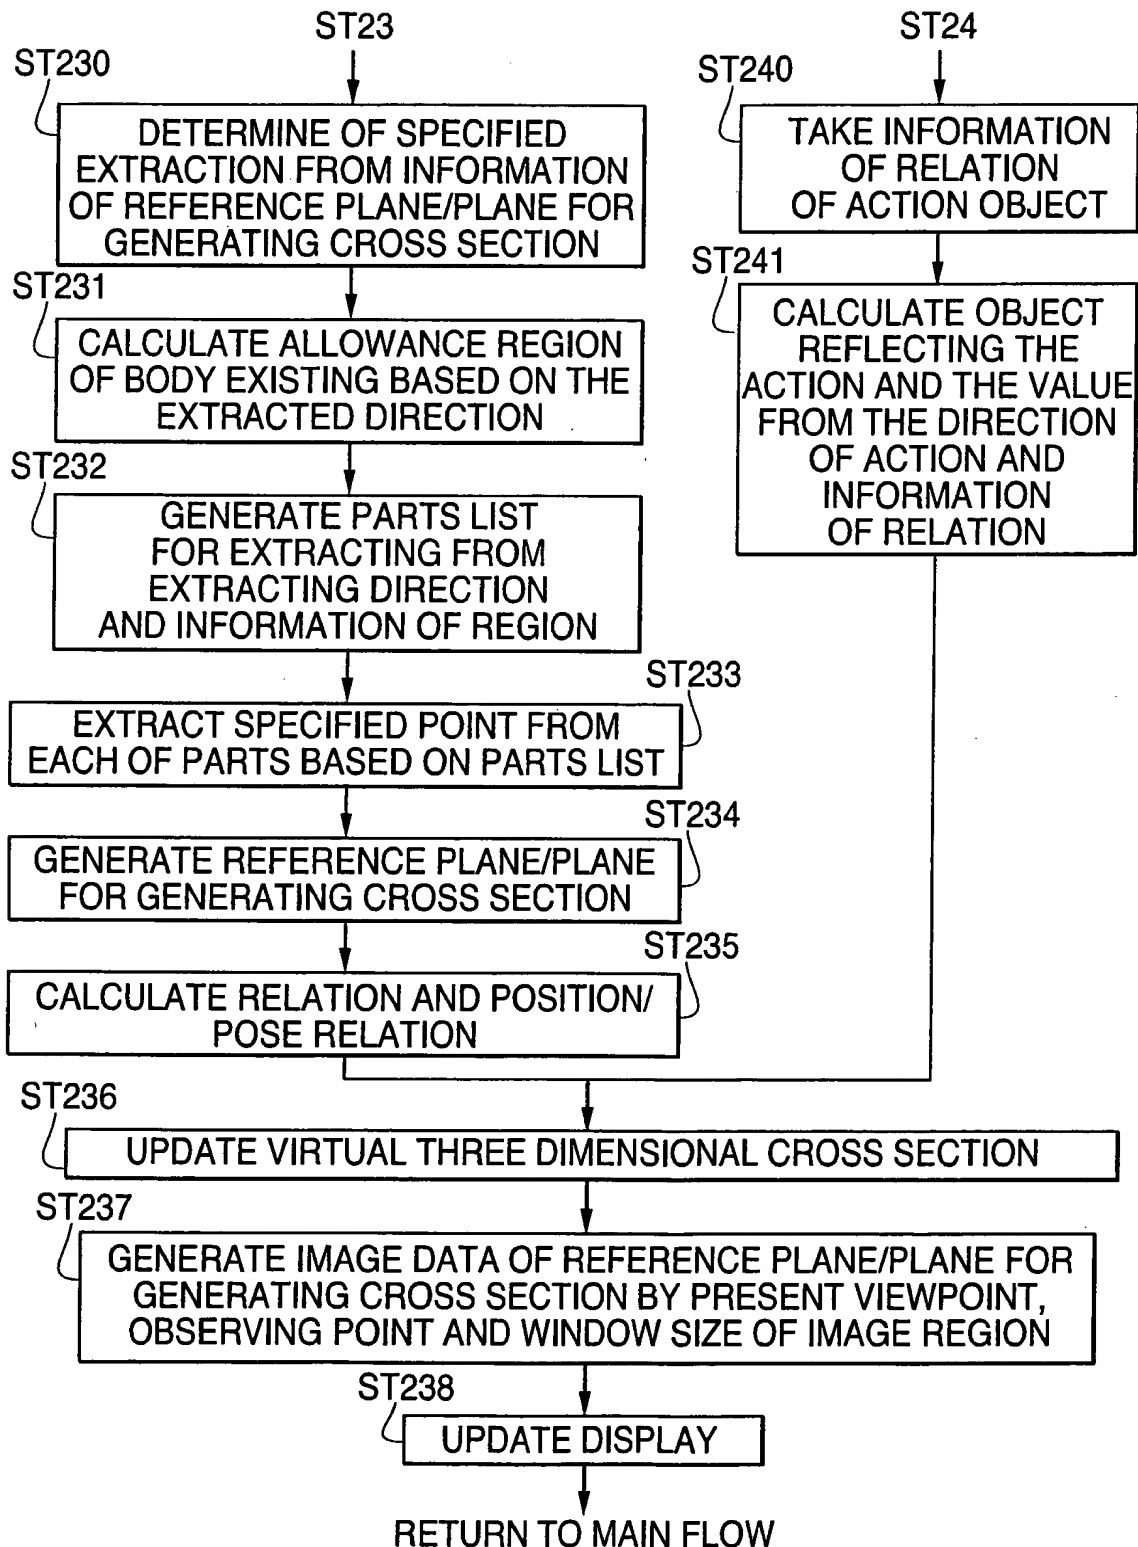 ST23
ST230
DETERMINE OF SPECIFIED
EXTRACTION FROM INFORMATION
OF REFERENCE PLANE/PLANE FOR
GENERATING CROSS SECTION
ST231
CALCULATE ALLOWANCE REGION
OF BODY EXISTING BASED ON THE
EXTRACTED DIRECTION
ST232
GENERATE PARTS LIST
FOR EXTRACTING FROM
EXTRACTING DIRECTION
AND INFORMATION OF REGION
ST233
EXTRACT SPECIFIED POINT FROM
EACH OF PARTS BASED ON PARTS LIST
ST234
GENERATE REFERENCE PLANE/PLANE
FOR GENERATING CROSS SECTION
ST235
CALCULATE RELATION AND POSITION/
POSE RELATION
ST24
ST240
TAKE INFORMATION
OF RELATION
OF ACTION OBJECT
ST241
CALCULATE OBJECT
REFLECTING THE
ACTION AND THE VALUE
FROM THE DIRECTION
OF ACTION AND
INFORMATION
OF RELATION
ST236
UPDATE VIRTUAL THREE DIMENSIONAL CROSS SECTION
ST237
GENERATE IMAGE DATA OF REFERENCE PLANE/PLANE FOR
GENERATING CROSS SECTION BY PRESENT VIEWPOINT,
OBSERVING POINT AND WINDOW SIZE OF IMAGE REGION
ST238
UPDATE DISPLAY
RETURN TO MAIN FLOW